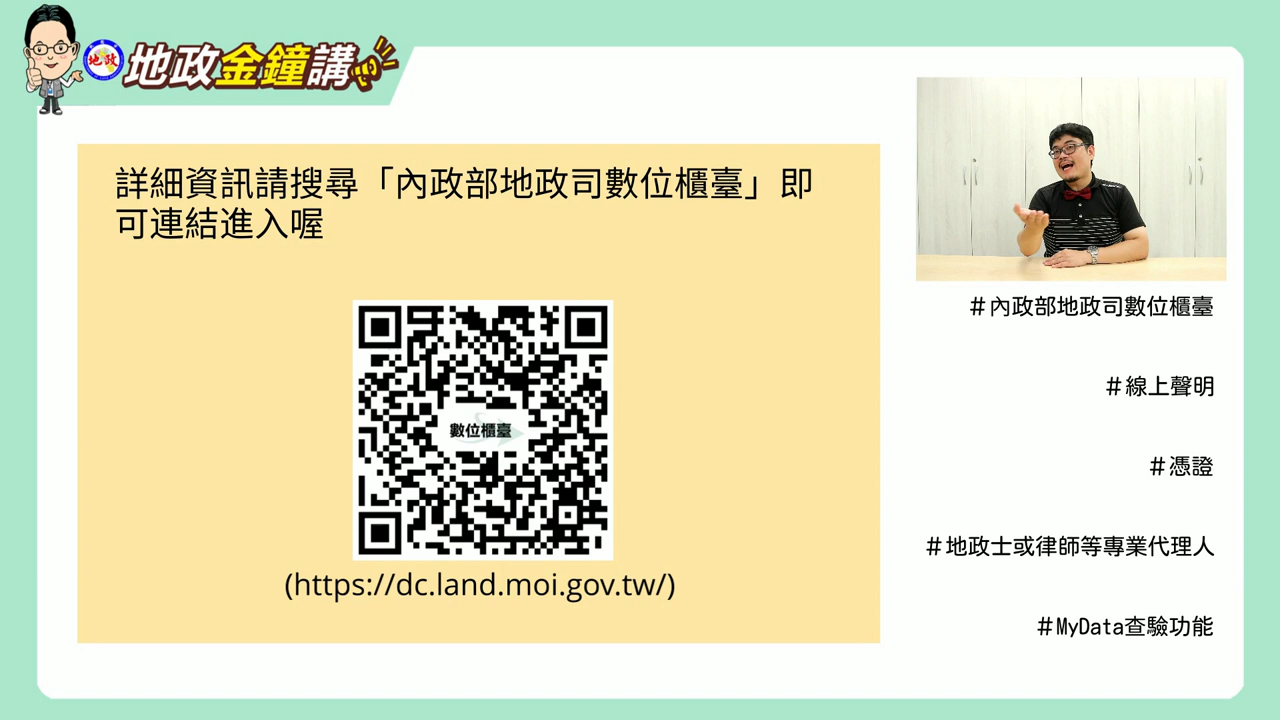 地政
地政金鐘講
詳細資訊請搜尋「內政部地政司數位櫃臺」即
可連結進入喔
數位櫃臺
(https://dc.land.moi.gov.tw/)
＃內政部地政司數位櫃臺
＃線上聲明
＃憑證
＃地政士或律師等專業代理人
＃MyData查驗功能